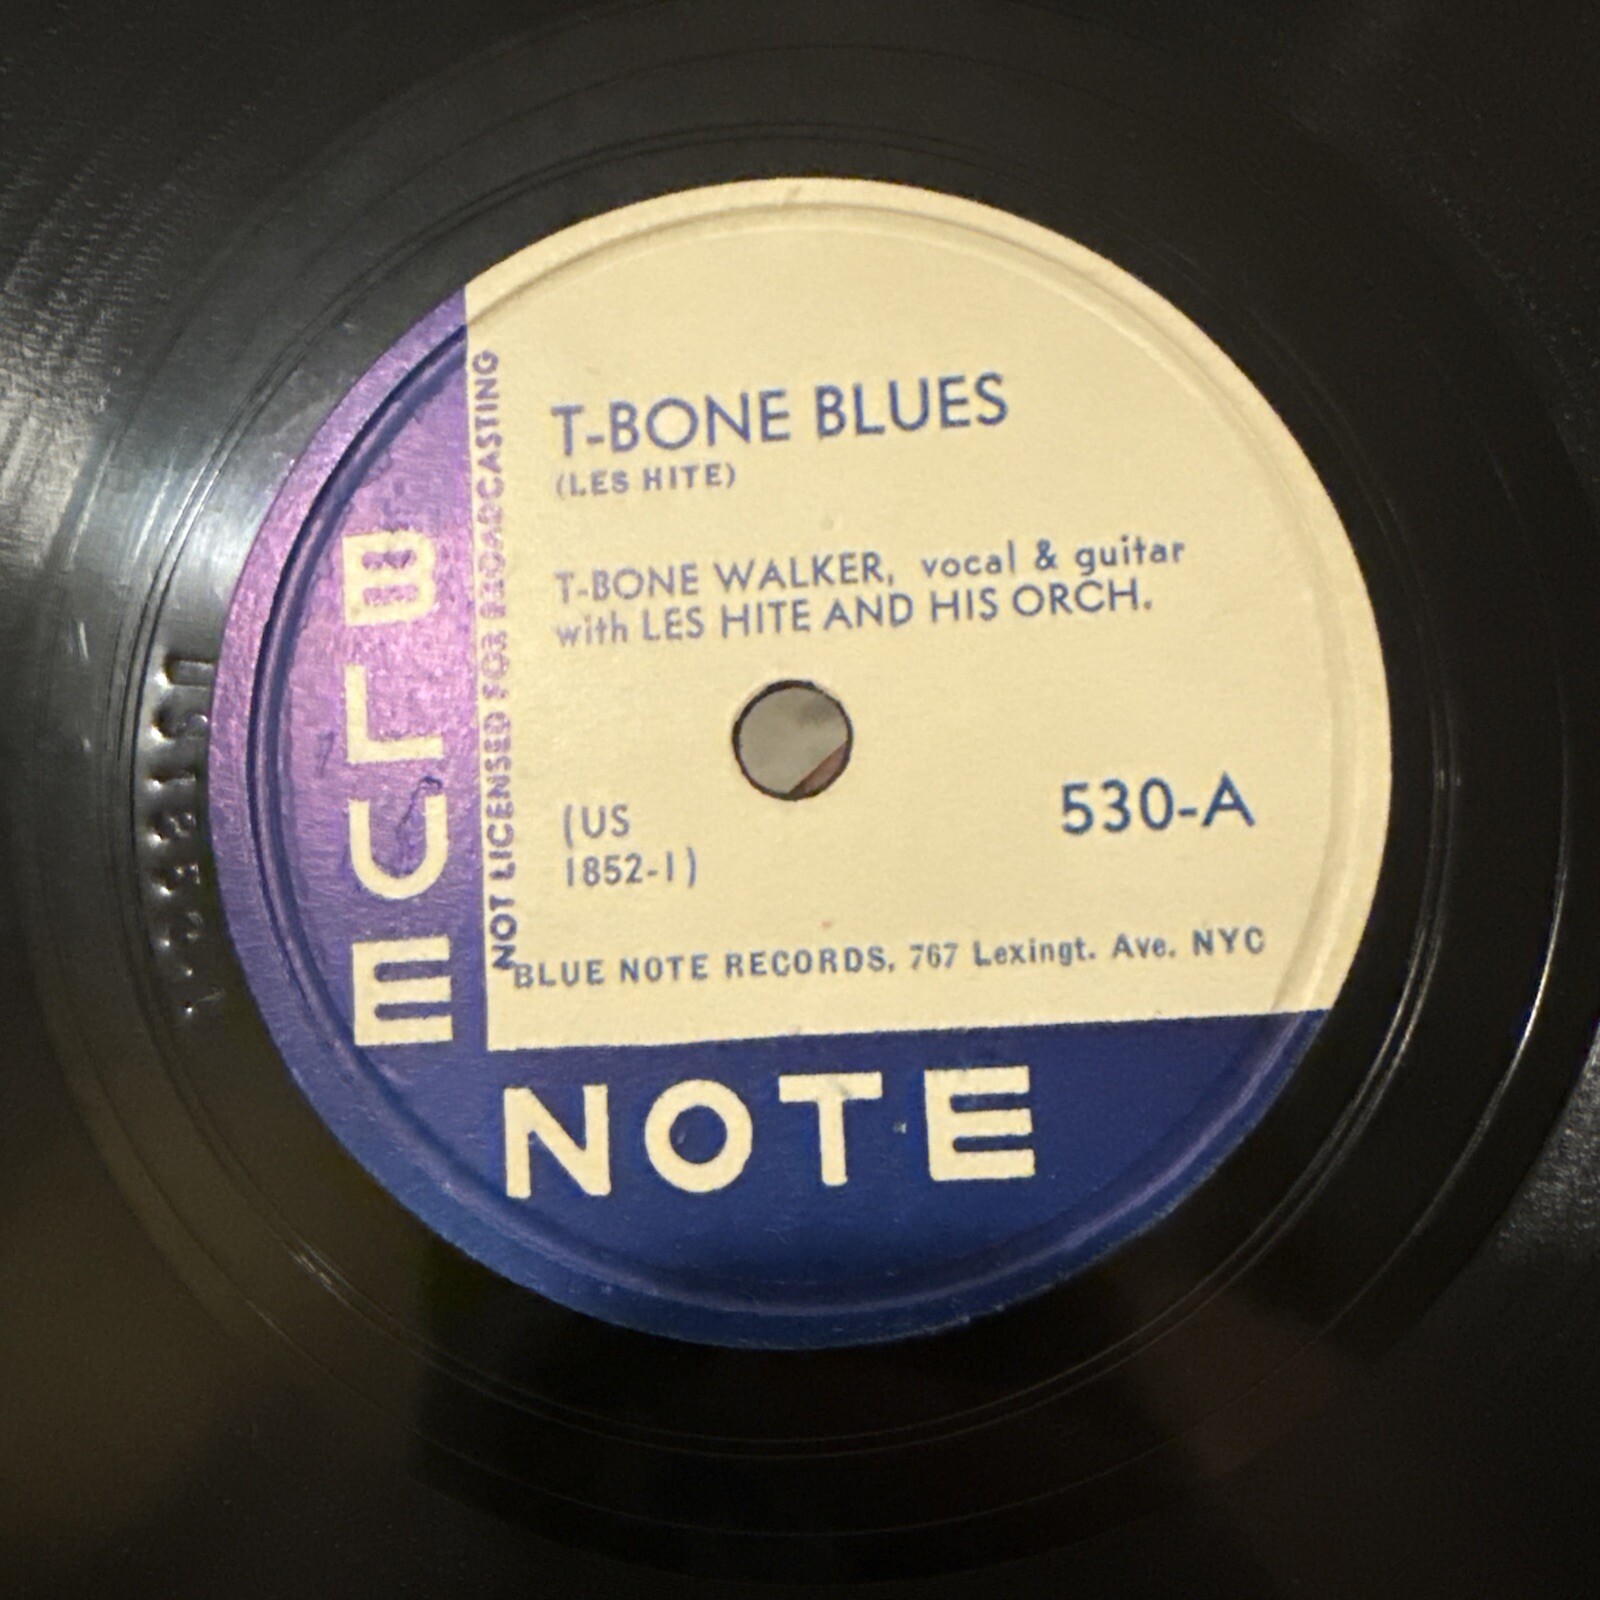 T-BONE BLUES
(LES HITE)
T-BONE WALKER, vocal & guitar
with LES HITE AND HIS ORCH.
(US
1852-1)
530-A
BLUE NOTE RECORDS, 767 Lexingt. Ave. NYC
NOT LICENSED FOR BROADCASTING
BLUE
NOTE